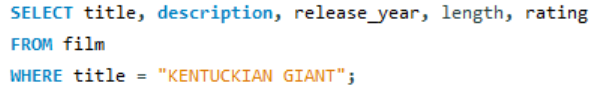 SELECT title, description, release_year, length, rating
FROM film
WHERE title = "KENTUCKIAN GIANT";